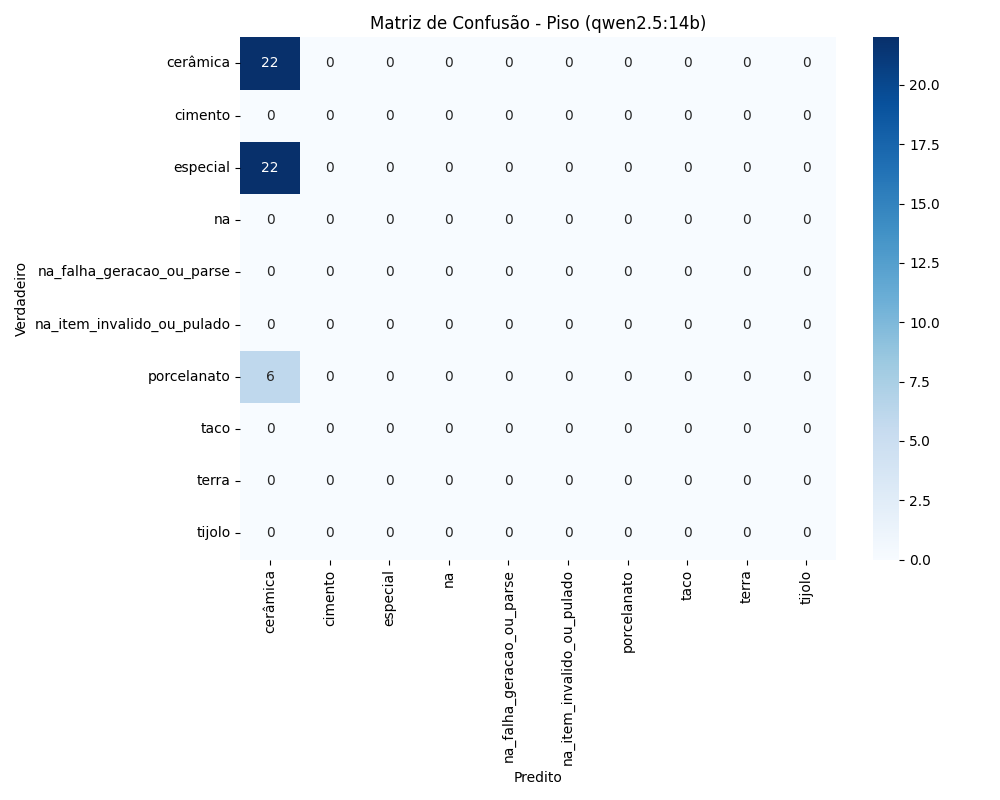 Matriz de Confusão - Piso (qwen2.5:14b)
cerâmica 22 0 0 0 0 0 0 0 0 0
cimento 0 0 0 0 0 0 0 0 0 0
especial 22 0 0 0 0 0 0 0 0 0
na 0 0 0 0 0 0 0 0 0 0
na_falha_geracao_ou_parse 0 0 0 0 0 0 0 0 0 0
na_item_invalido_ou_pulado 0 0 0 0 0 0 0 0 0 0
porcelanato 6 0 0 0 0 0 0 0 0 0
taco 0 0 0 0 0 0 0 0 0 0
terra 0 0 0 0 0 0 0 0 0 0
tijolo 0 0 0 0 0 0 0 0 0 0
Verdadeiro
cerâmica
cimento
especial
na
na_falha_geracao_ou_parse
na_item_invalido_ou_pulado
porcelanato
taco
terra
tijolo
Predito
20.0
17.5
15.0
12.5
10.0
7.5
5.0
2.5
0.0